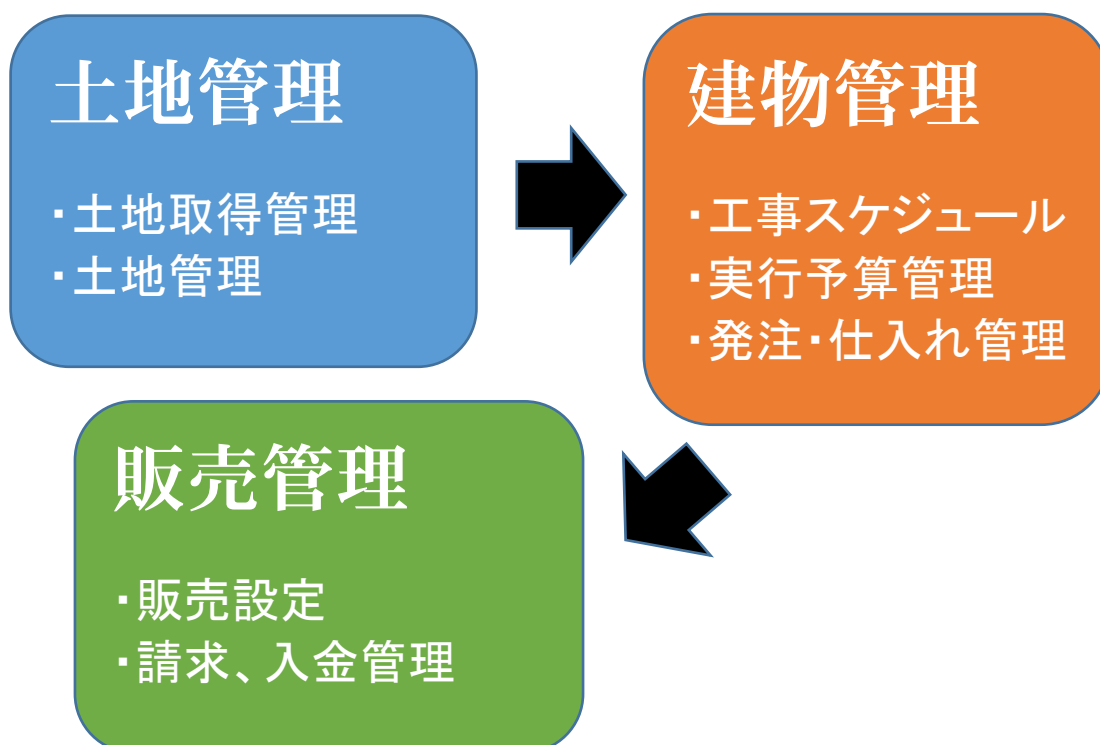 土地管理
・土地取得管理
・土地管理
建物管理
・工事スケジュール
・実行予算管理
・発注・仕入れ管理
販売管理
・販売設定
・請求、入金管理